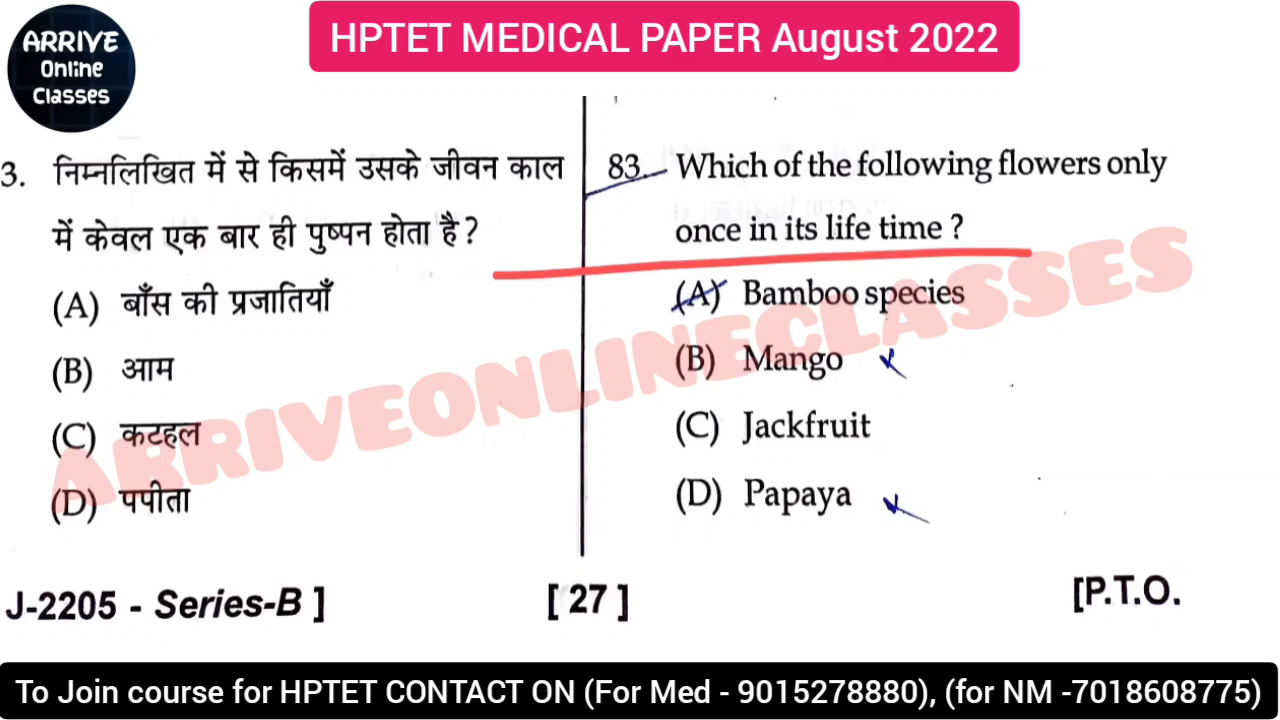 ARRIVE
Online
Classes
HPTET MEDICAL PAPER August 2022
3. निम्नलिखित में से किसमें उसके जीवन काल
में केवल एक बार ही पुष्पन होता है?
(A) बाँस की प्रजातियाँ
(B) आम
(C) कटहल
(D) पपीता
83. Which of the following flowers only
once in its life time ?
(A) Bamboo species
(B) Mango
(C) Jackfruit
(D) Papaya
ARRIVEONLINECLASSES
J-2205 - Series-B ]
[ 27 ]
[P.T.O.
To Join course for HPTET CONTACT ON (For Med - 9015278880), (for NM -7018608775)